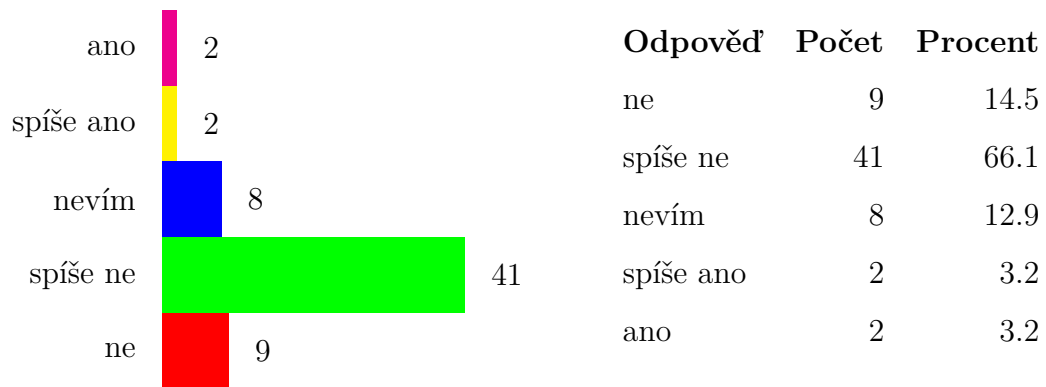 ano 2
spíše ano 2
nevím 8
spíše ne 41
ne 9
Odpověď Počet Procent
ne 9 14.5
spíše ne 41 66.1
nevím 8 12.9
spíše ano 2 3.2
ano 2 3.2